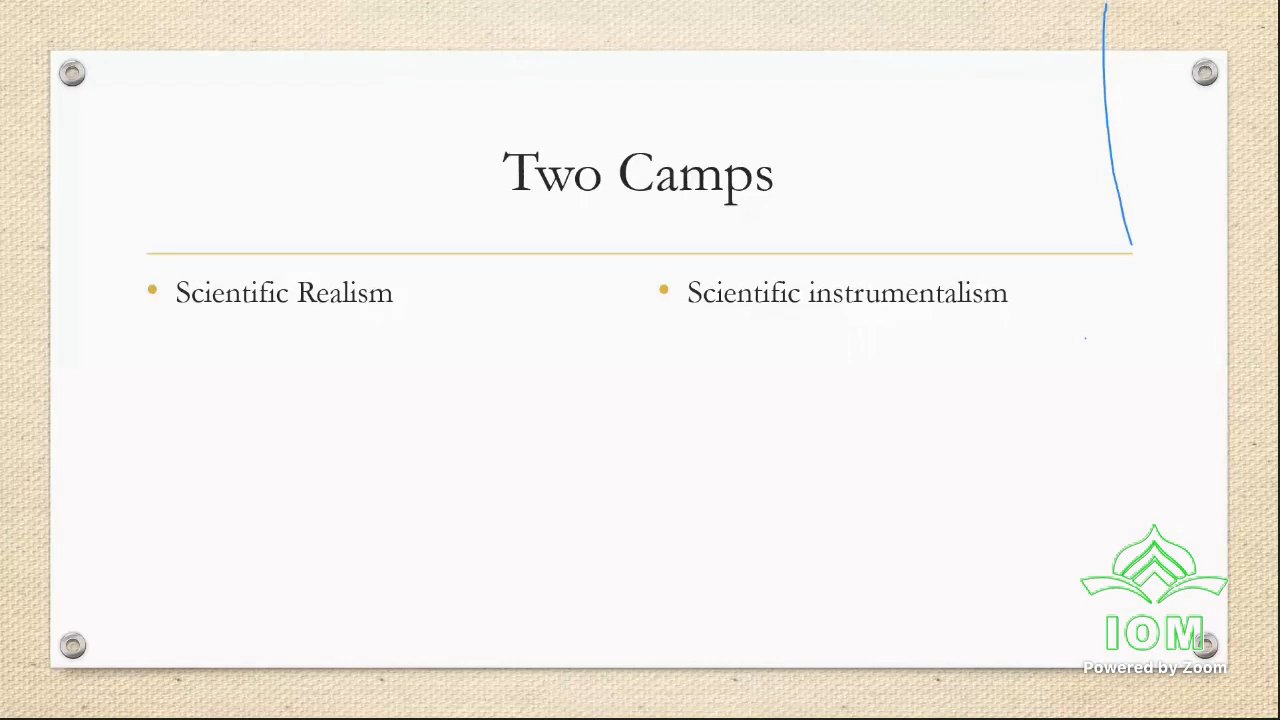 Two Camps
• Scientific Realism
• Scientific instrumentalism
IOM
Powered by Zoom